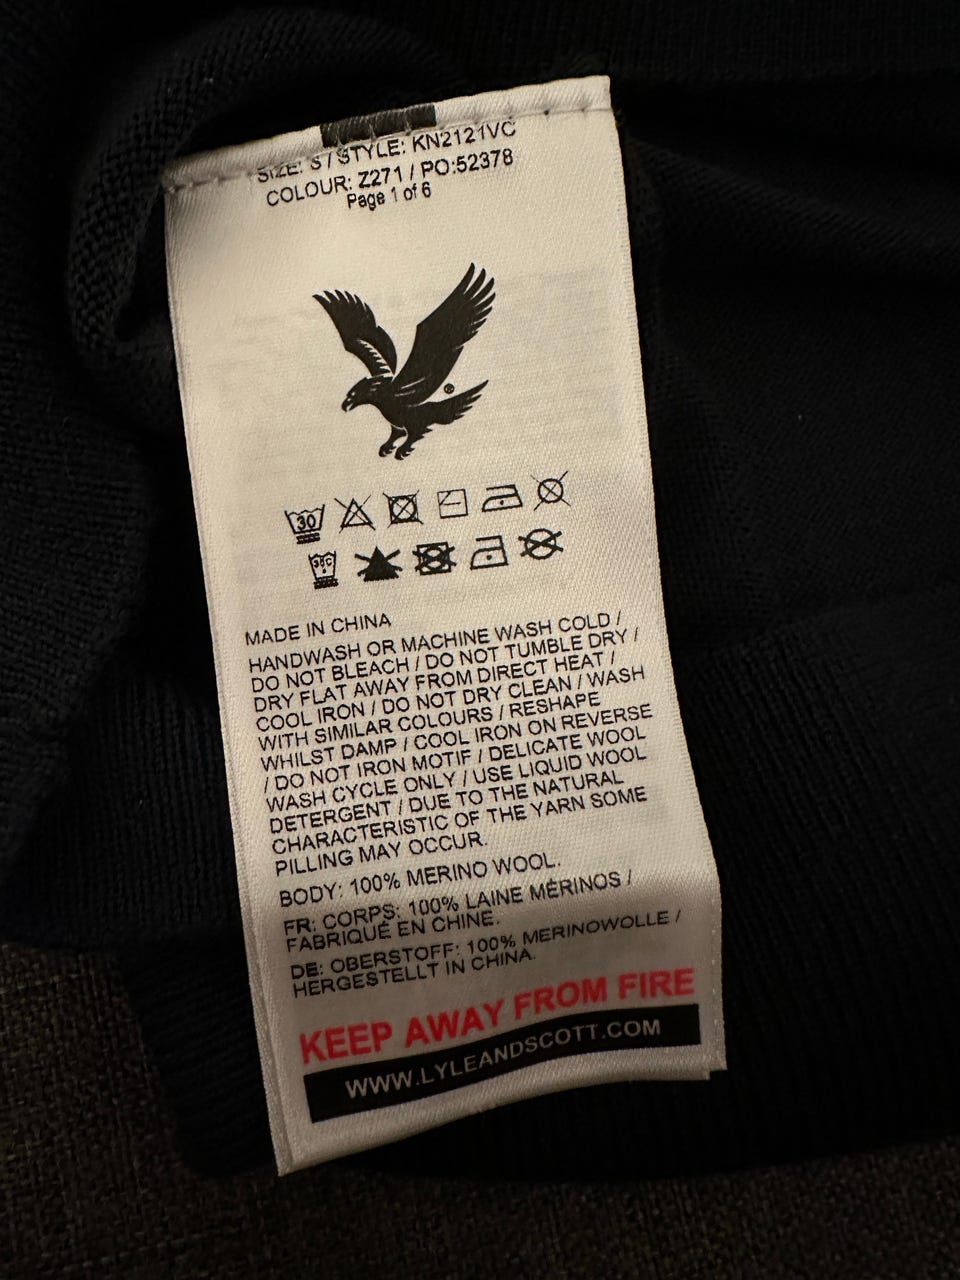 SIZE: S / STYLE: KN2121VC
COLOUR: Z271 / PO:52378
Page 1 of 6
®
30
30C
MADE IN CHINA
HANDWASH OR MACHINE WASH COLD /
DO NOT BLEACH / DO NOT TUMBLE DRY /
DRY FLAT AWAY FROM DIRECT HEAT /
COOL IRON / DO NOT DRY CLEAN / WASH
WITH SIMILAR COLOURS / RESHAPE
WHILST DAMP / COOL IRON ON REVERSE
/ DO NOT IRON MOTIF / DELICATE WOOL
WASH CYCLE ONLY / USE LIQUID WOOL
DETERGENT / DUE TO THE NATURAL
CHARACTERISTIC OF THE YARN SOME
PILLING MAY OCCUR.
BODY: 100% MERINO WOOL.
FR: CORPS: 100% LAINE MÉRINOS /
FABRIQUÉ EN CHINE.
DE: OBERSTOFF: 100% MERINOWOLLE /
HERGESTELLT IN CHINA.
KEEP AWAY FROM FIRE
WWW.LYLEANDSCOTT.COM